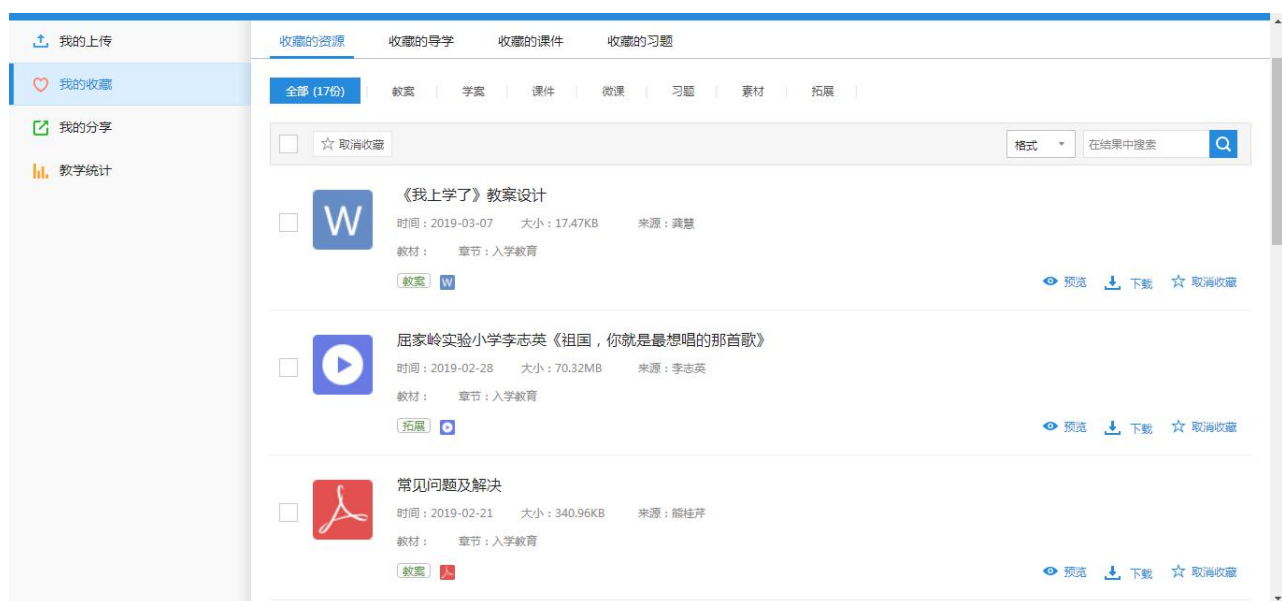 我的上传
我的收藏
我的分享
教学统计
收藏的资源 收藏的导学 收藏的课件 收藏的习题
全部 (17份) 教案 学案 课件 微课 习题 素材 拓展
取消收藏 格式 在结果中搜索
《我上学了》教案设计
时间：2019-03-07 大小：17.47KB 来源：龚慧
教材： 章节：入学教育
教案 W
预览 下载 取消收藏
屈家岭实验小学李志英《祖国，你就是最想唱的那首歌》
时间：2019-02-28 大小：70.32MB 来源：李志英
教材： 章节：入学教育
拓展
预览 下载 取消收藏
常见问题及解决
时间：2019-02-21 大小：340.96KB 来源：熊桂芹
教材： 章节：入学教育
教案
预览 下载 取消收藏